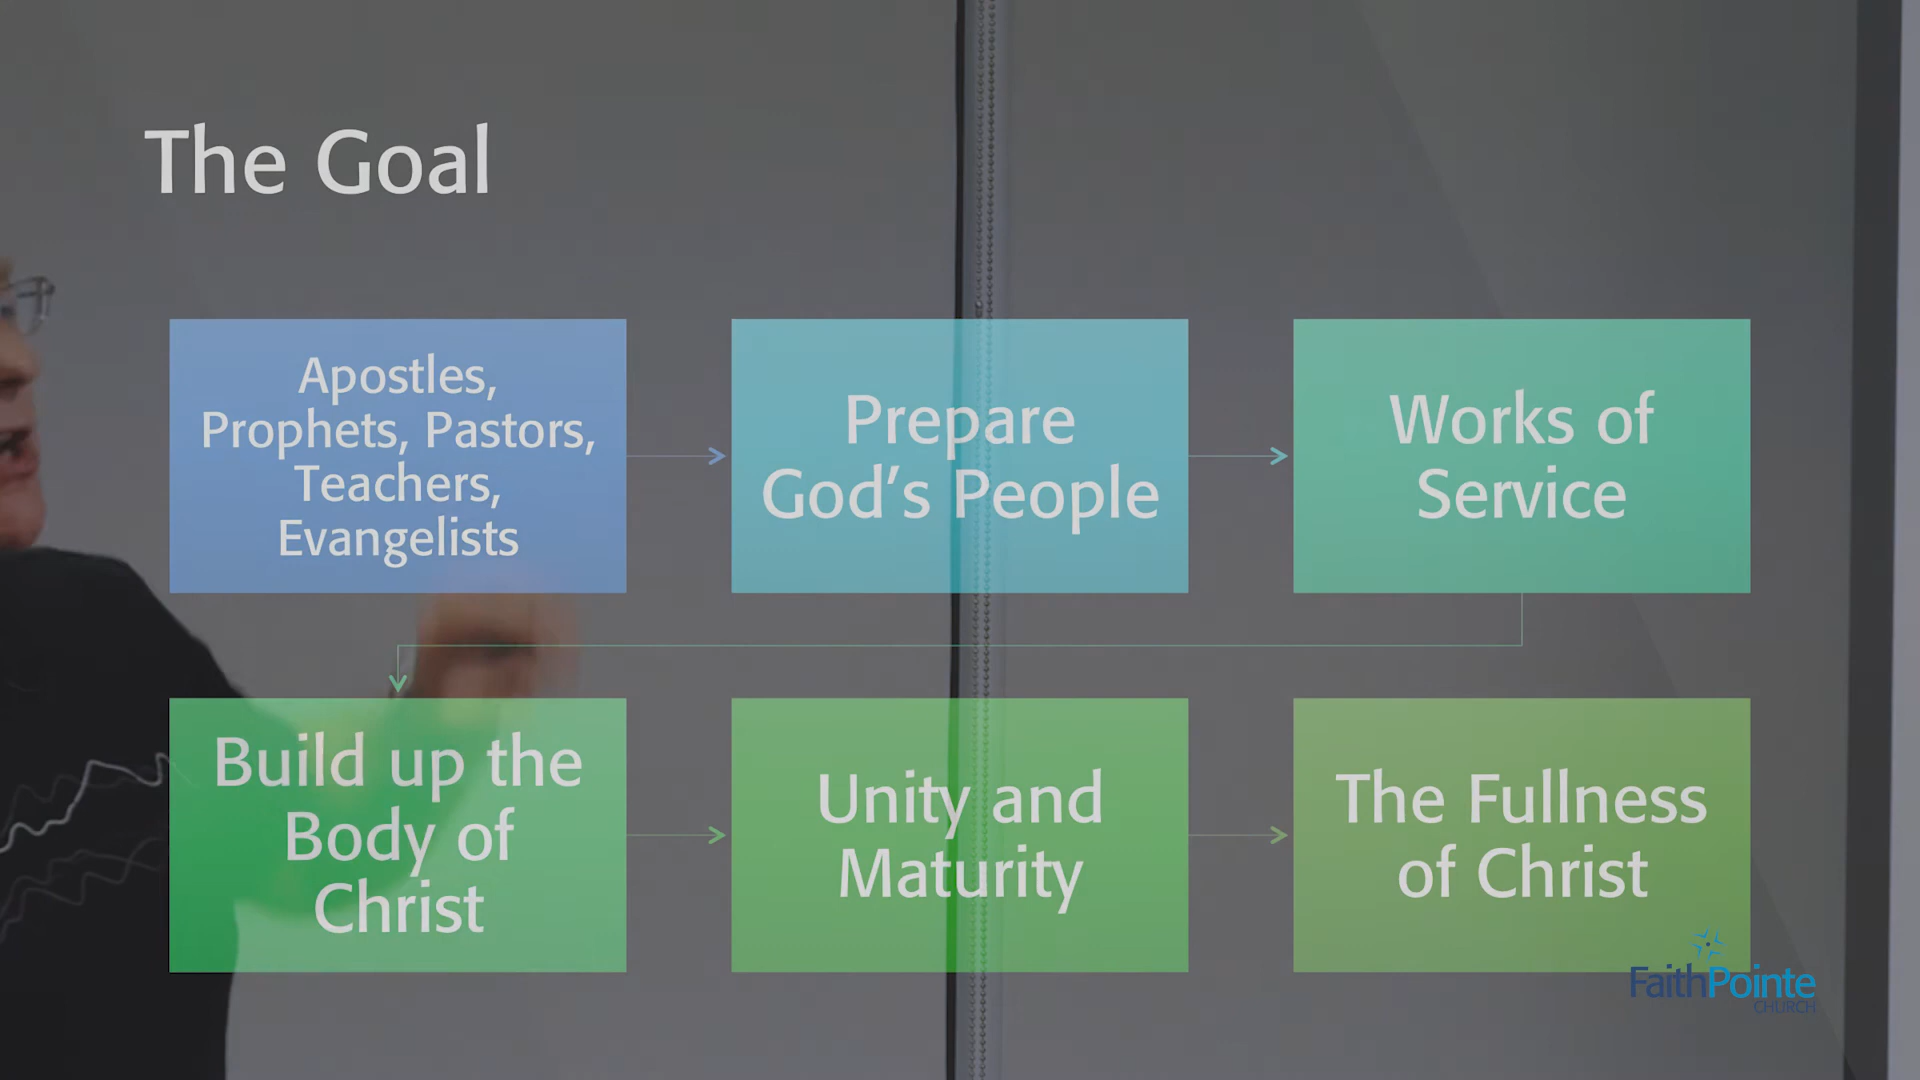 The Goal
Apostles,
Prophets, Pastors,
Teachers,
Evangelists
Prepare
God’s People
Works of
Service
Build up the
Body of
Christ
Unity and
Maturity
The Fullness
of Christ
FaithPointe
CHURCH